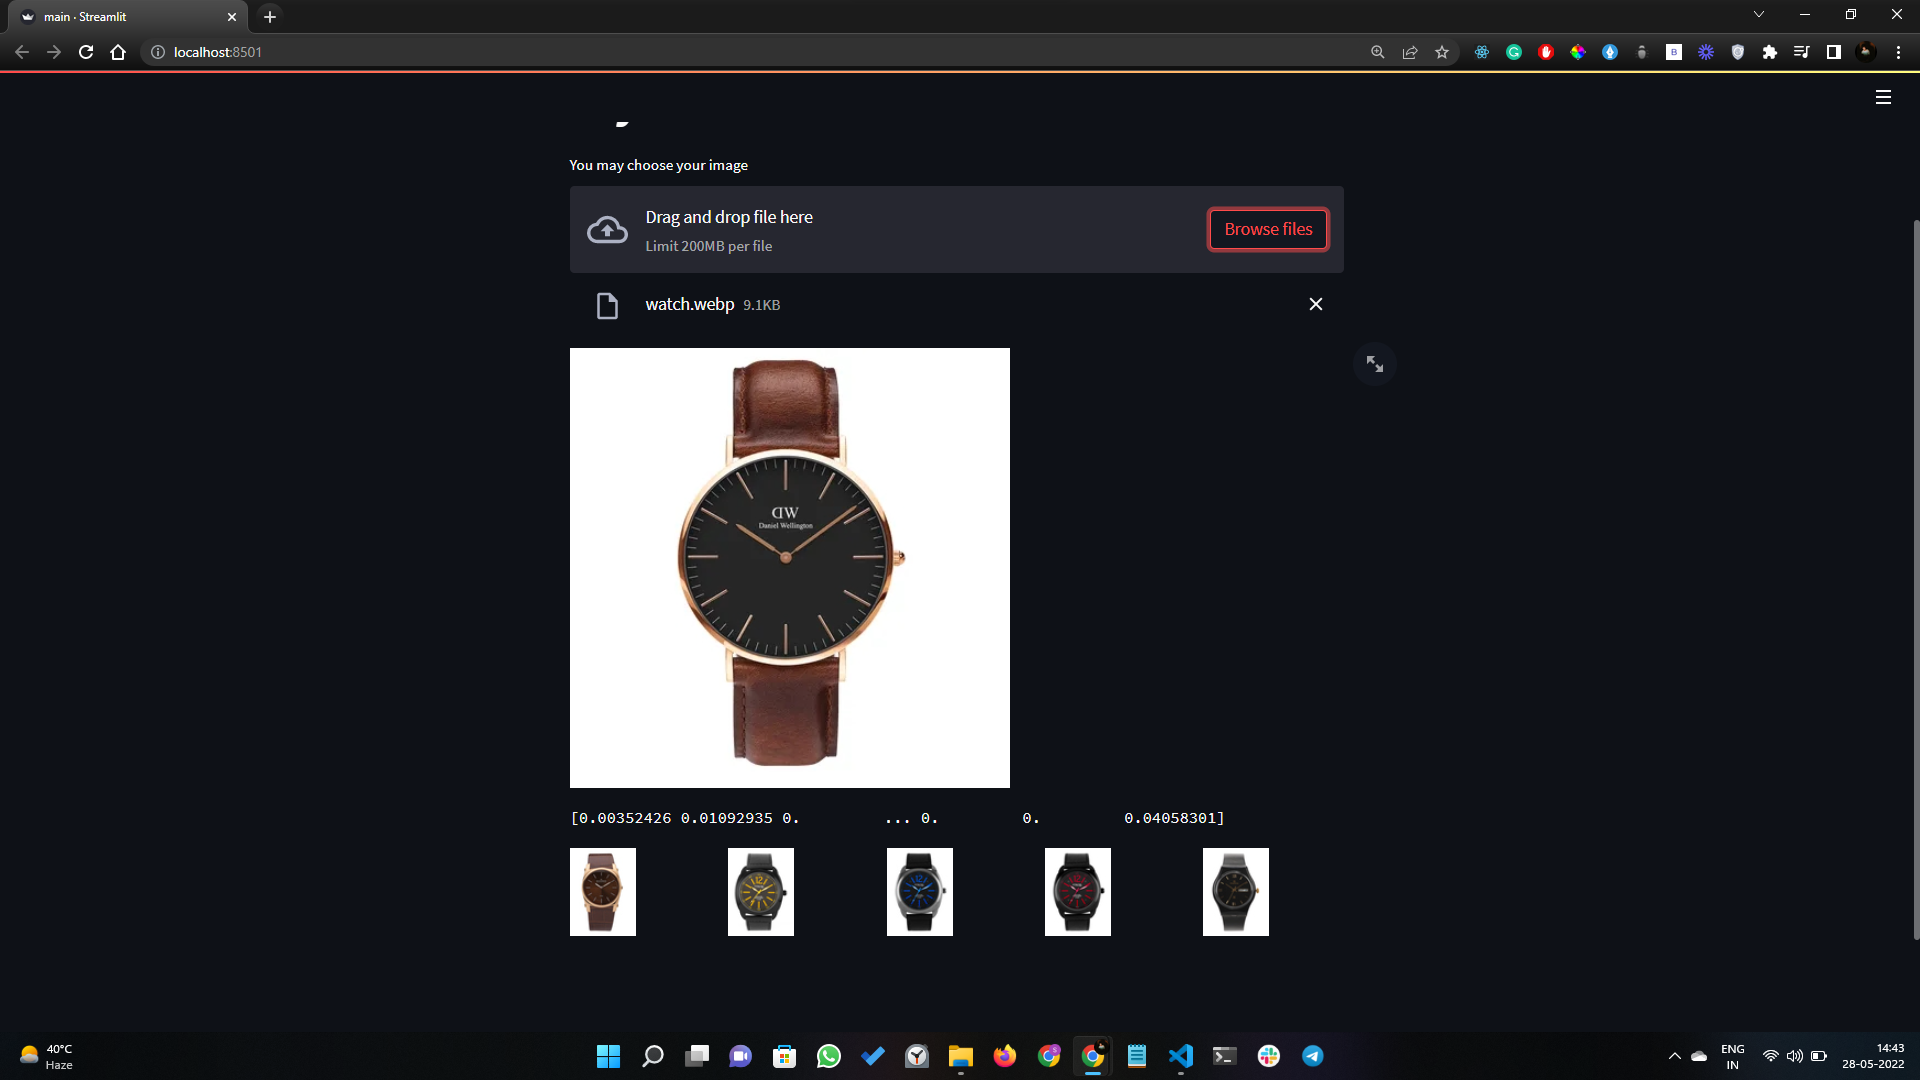 main · Streamlit
localhost:8501
You may choose your image
Drag and drop file here
Limit 200MB per file
Browse files
watch.webp 9.1KB
DW
Daniel Wellington
[0.00352426 0.01092935 0. ... 0. 0. 0.04058301]
40°C
Haze
ENG
IN
14:43
28-05-2022